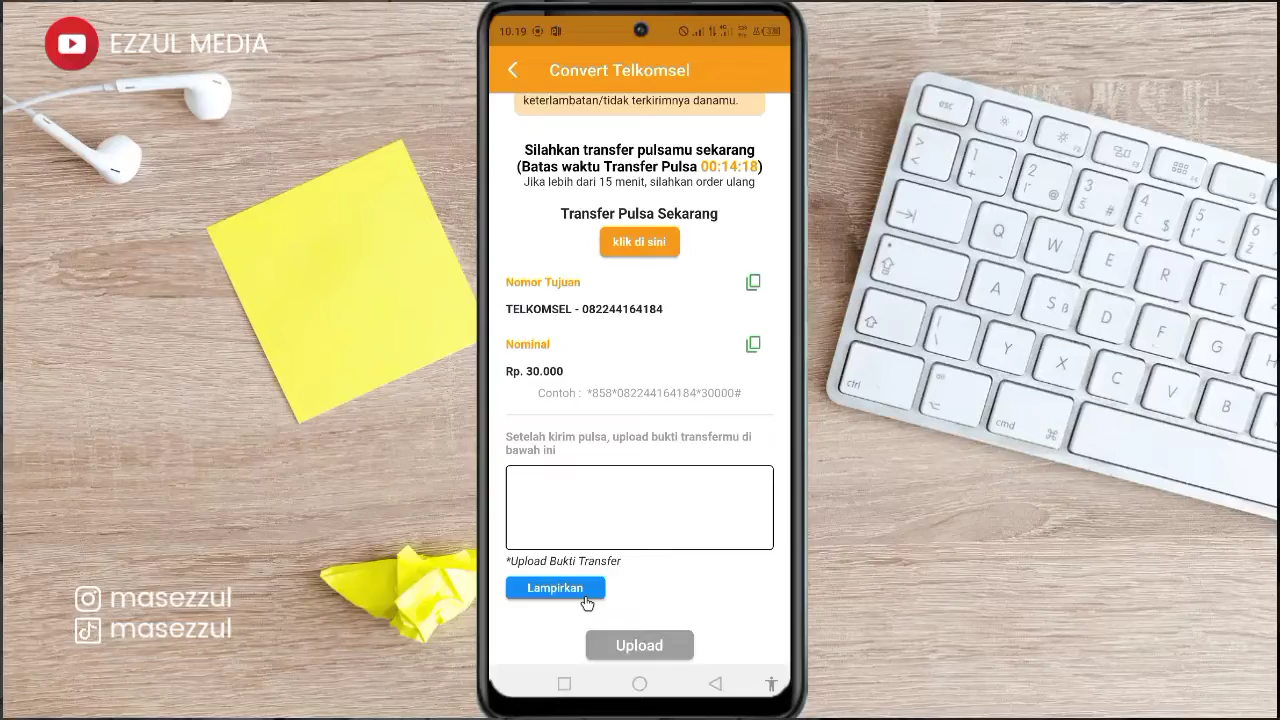 EZZUL MEDIA
10.19
Convert Telkomsel
keterlambatan/tidak terkirimnya danamu.
Silahkan transfer pulsamu sekarang
(Batas waktu Transfer Pulsa 00:14:18)
Jika lebih dari 15 menit, silahkan order ulang
Transfer Pulsa Sekarang
klik di sini
Nomor Tujuan
TELKOMSEL - 082244164184
Nominal
Rp. 30.000
Contoh : *858*082244164184*30000#
Setelah kirim pulsa, upload bukti transfermu di
bawah ini
*Upload Bukti Transfer
Lampirkan
Upload
masezzul
masezzul
esc
Q W E R T
A S D F G
Y X C V B
ctrl
cmd